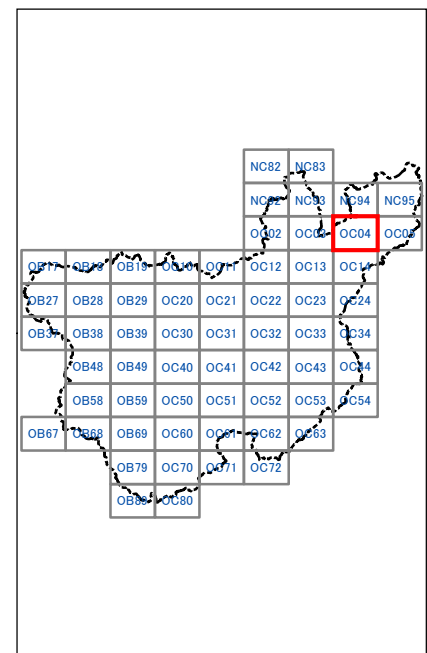 NC82 NC83
NC92 NC93 NC94 NC95
OC02 OC03 OC04 OC05
OB17 OB18 OB19 OC10 OC11 OC12 OC13 OC14
OB27 OB28 OB29 OC20 OC21 OC22 OC23 OC24
OB37 OB38 OB39 OC30 OC31 OC32 OC33 OC34
OB48 OB49 OC40 OC41 OC42 OC43 OC44
OB58 OB59 OC50 OC51 OC52 OC53 OC54
OB67 OB68 OB69 OC60 OC61 OC62 OC63
OB79 OC70 OC71 OC72
OB89 OC80